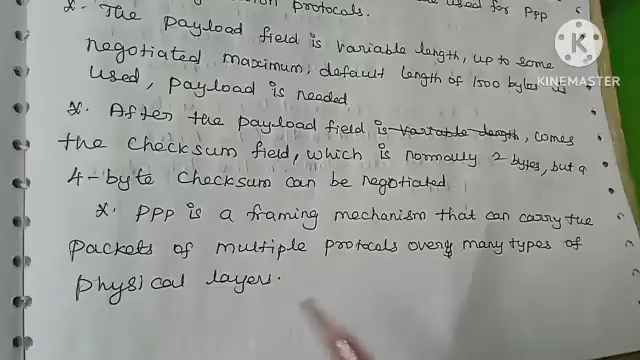 protocols. used for PPP
x. The payload field is variable length, up to some
negotiated maximum, default length of 1500 bytes is
used, payload is needed
x. After the payload field is variable length, comes
the checksum field, which is normally 2 bytes, but a
4-byte checksum can be negotiated
x. PPP is a framing mechanism that can carry the
packets of multiple protocols over many types of
physical layers.
KINEMASTER